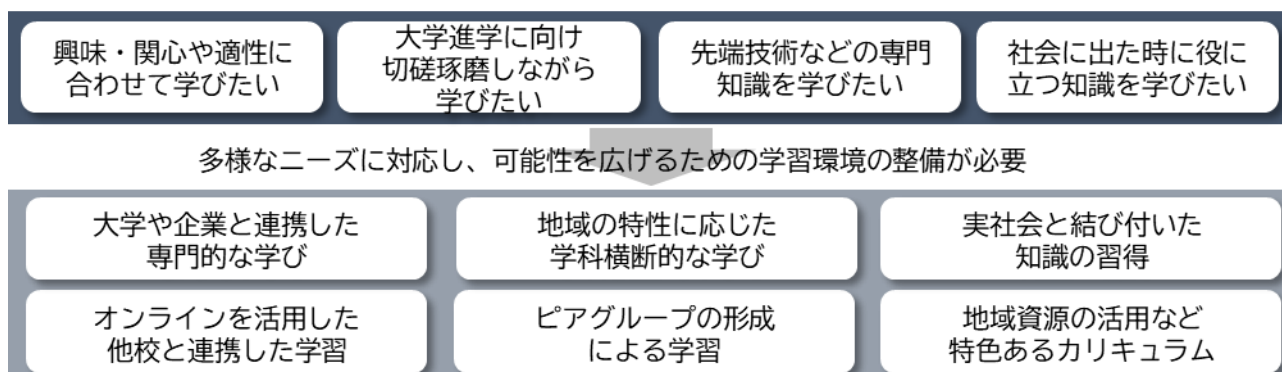 興味・関心や適性に
合わせて学びたい
大学進学に向け
切磋琢磨しながら
学びたい
先端技術などの専門
知識を学びたい
社会に出た時に役に
立つ知識を学びたい
多様なニーズに対応し、可能性を広げるための学習環境の整備が必要
大学や企業と連携した
専門的な学び
地域の特性に応じた
学科横断的な学び
実社会と結び付いた
知識の習得
オンラインを活用した
他校と連携した学習
ピアグループの形成
による学習
地域資源の活用など
特色あるカリキュラム